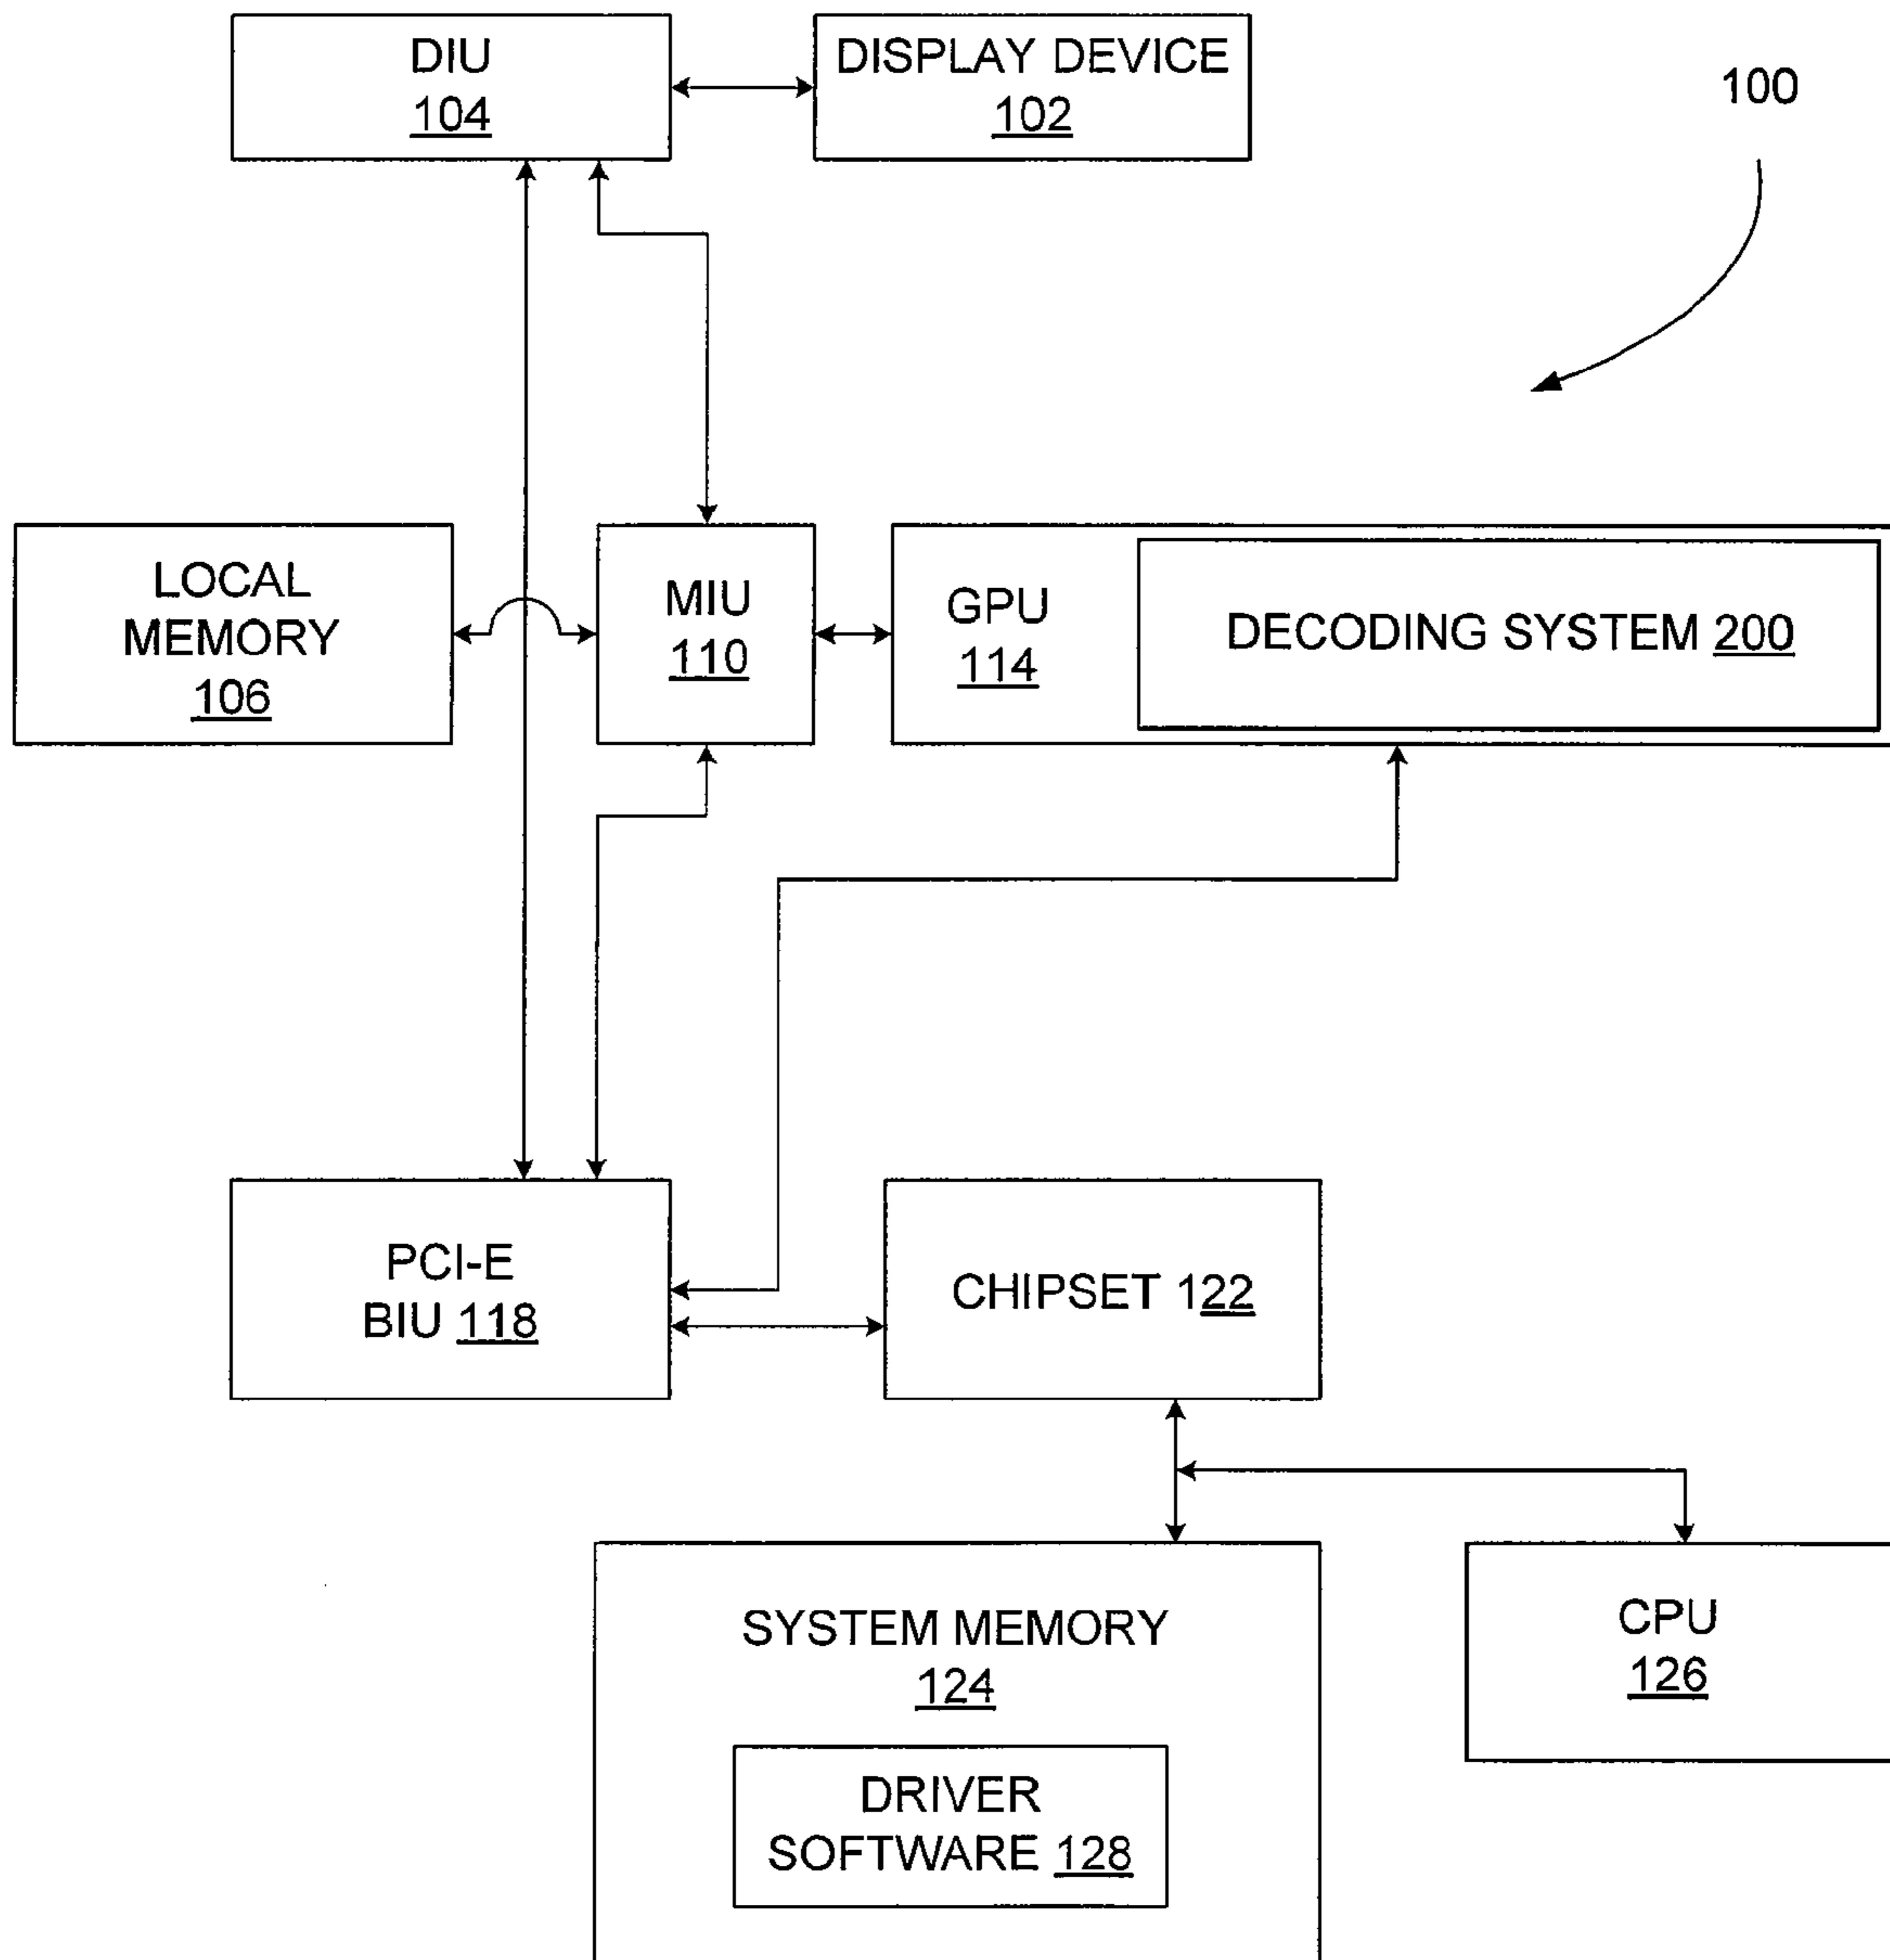 DIU
104
DISPLAY DEVICE
102
100
LOCAL
MEMORY
106
MIU
110
GPU
114
DECODING SYSTEM 200
PCI-E
BIU 118
CHIPSET 122
SYSTEM MEMORY
124
CPU
126
DRIVER
SOFTWARE 128